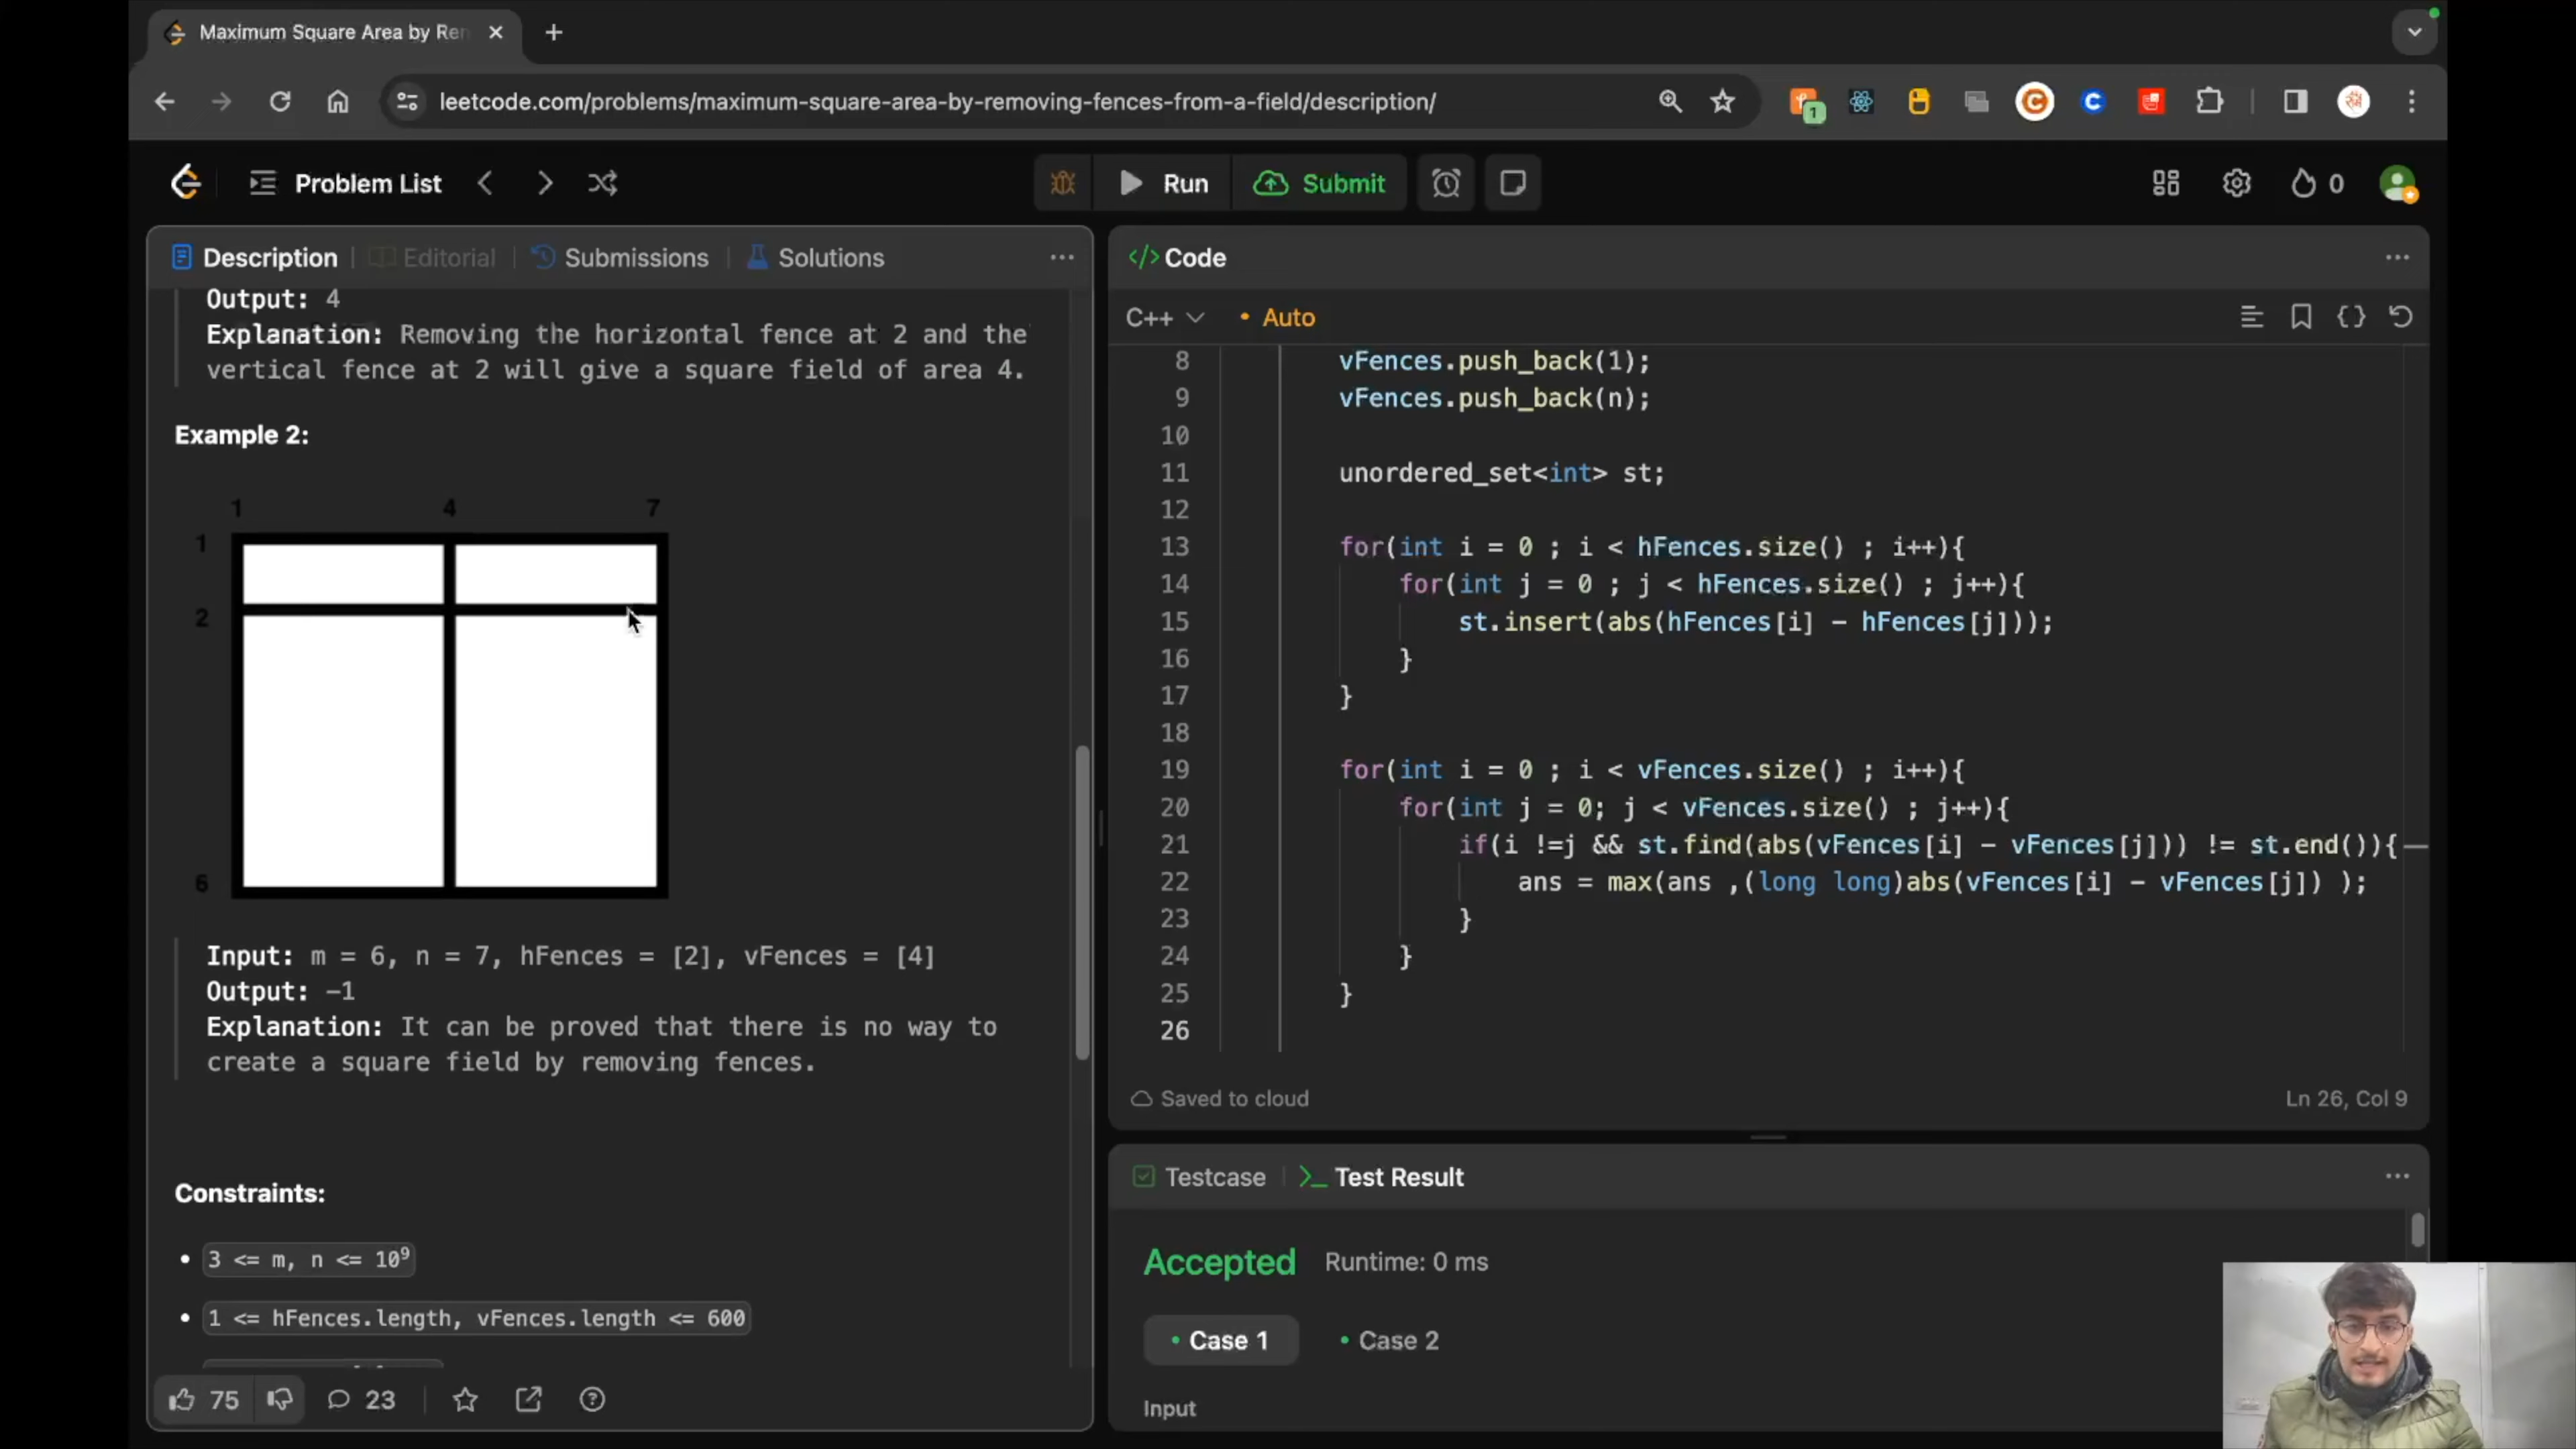 Maximum Square Area by Rem
leetcode.com/problems/maximum-square-area-by-removing-fences-from-a-field/description/
1
Problem List
Run
Submit
0
Description
Editorial
Submissions
Solutions
Output: 4
Explanation: Removing the horizontal fence at 2 and the
vertical fence at 2 will give a square field of area 4.
Example 2:
1 4 7
1
2
6
Input: m = 6, n = 7, hFences = [2], vFences = [4]
Output: -1
Explanation: It can be proved that there is no way to
create a square field by removing fences.
Constraints:
• 3 <= m, n <= 10⁹
• 1 <= hFences.length, vFences.length <= 600
75
23
</> Code
C++
• Auto
8 vFences.push_back(1);
9 vFences.push_back(n);
10
11 unordered_set<int> st;
12
13 for(int i = 0 ; i < hFences.size() ; i++){
14 for(int j = 0 ; j < hFences.size() ; j++){
15 st.insert(abs(hFences[i] - hFences[j]));
16 }
17 }
18
19 for(int i = 0 ; i < vFences.size() ; i++){
20 for(int j = 0; j < vFences.size() ; j++){
21 if(i !=j && st.find(abs(vFences[i] - vFences[j])) != st.end()){
22 ans = max(ans ,(long long)abs(vFences[i] - vFences[j]) );
23 }
24 }
25 }
26
Saved to cloud
Ln 26, Col 9
Testcase
Test Result
Accepted
Runtime: 0 ms
• Case 1
• Case 2
Input